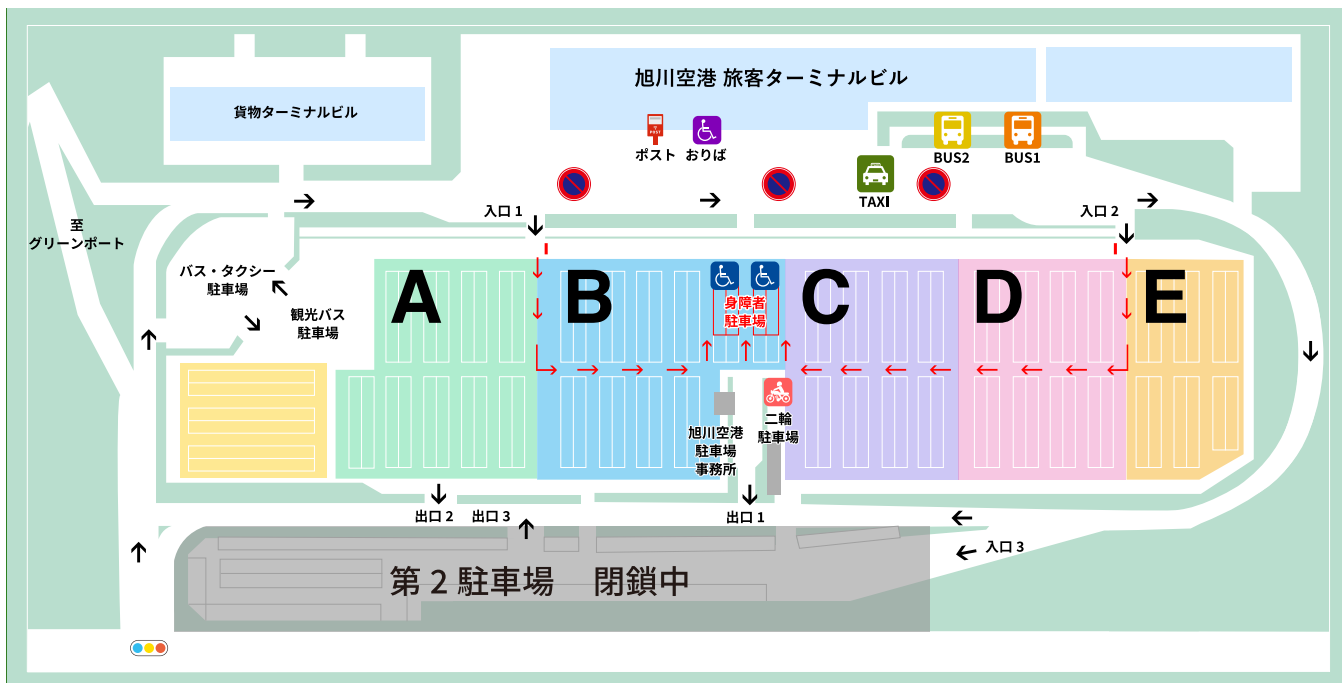 旭川空港 旅客ターミナルビル
貨物ターミナルビル
POST
ポスト
おりば
BUS2
BUS1
TAXI
至
グリーンポート
入口 1
入口 2
バス・タクシー
駐車場
観光バス
駐車場
A
B
C
D
E
身障者
駐車場
旭川空港
駐車場
事務所
二輪
駐車場
出口 2
出口 3
出口 1
入口 3
第 2 駐車場 閉鎖中